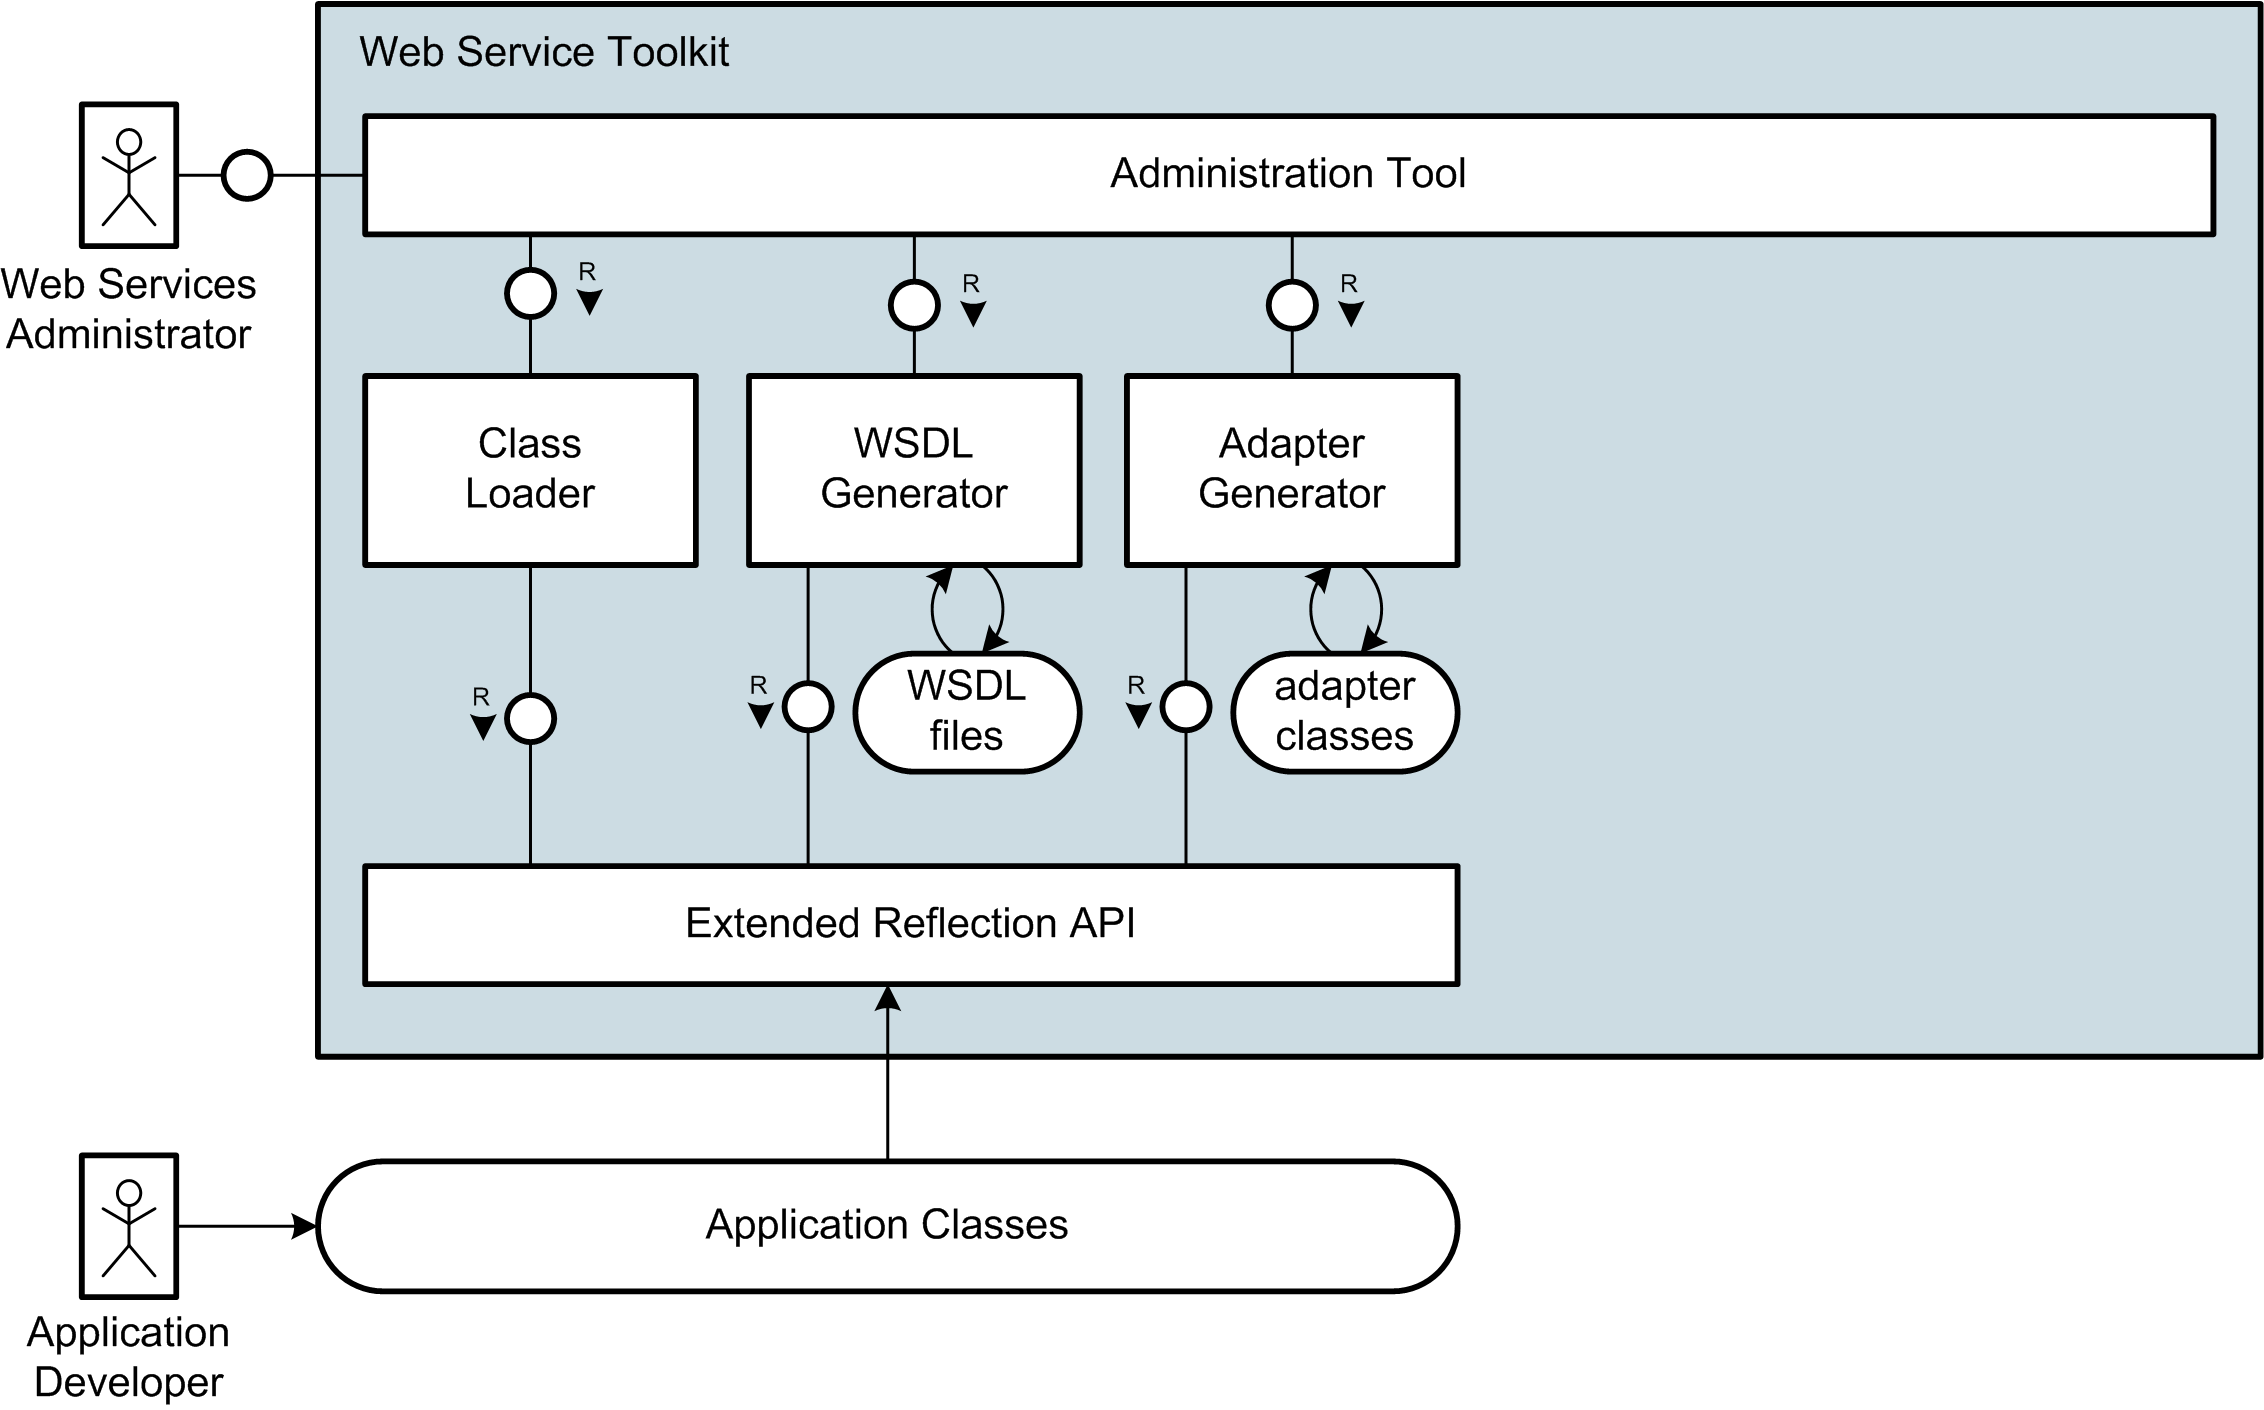 Web Service Toolkit
Administration Tool
Web Services
Administrator
R
R
R
Class
Loader
WSDL
Generator
Adapter
Generator
R
R
R
WSDL
files
adapter
classes
Extended Reflection API
Application Classes
Application
Developer